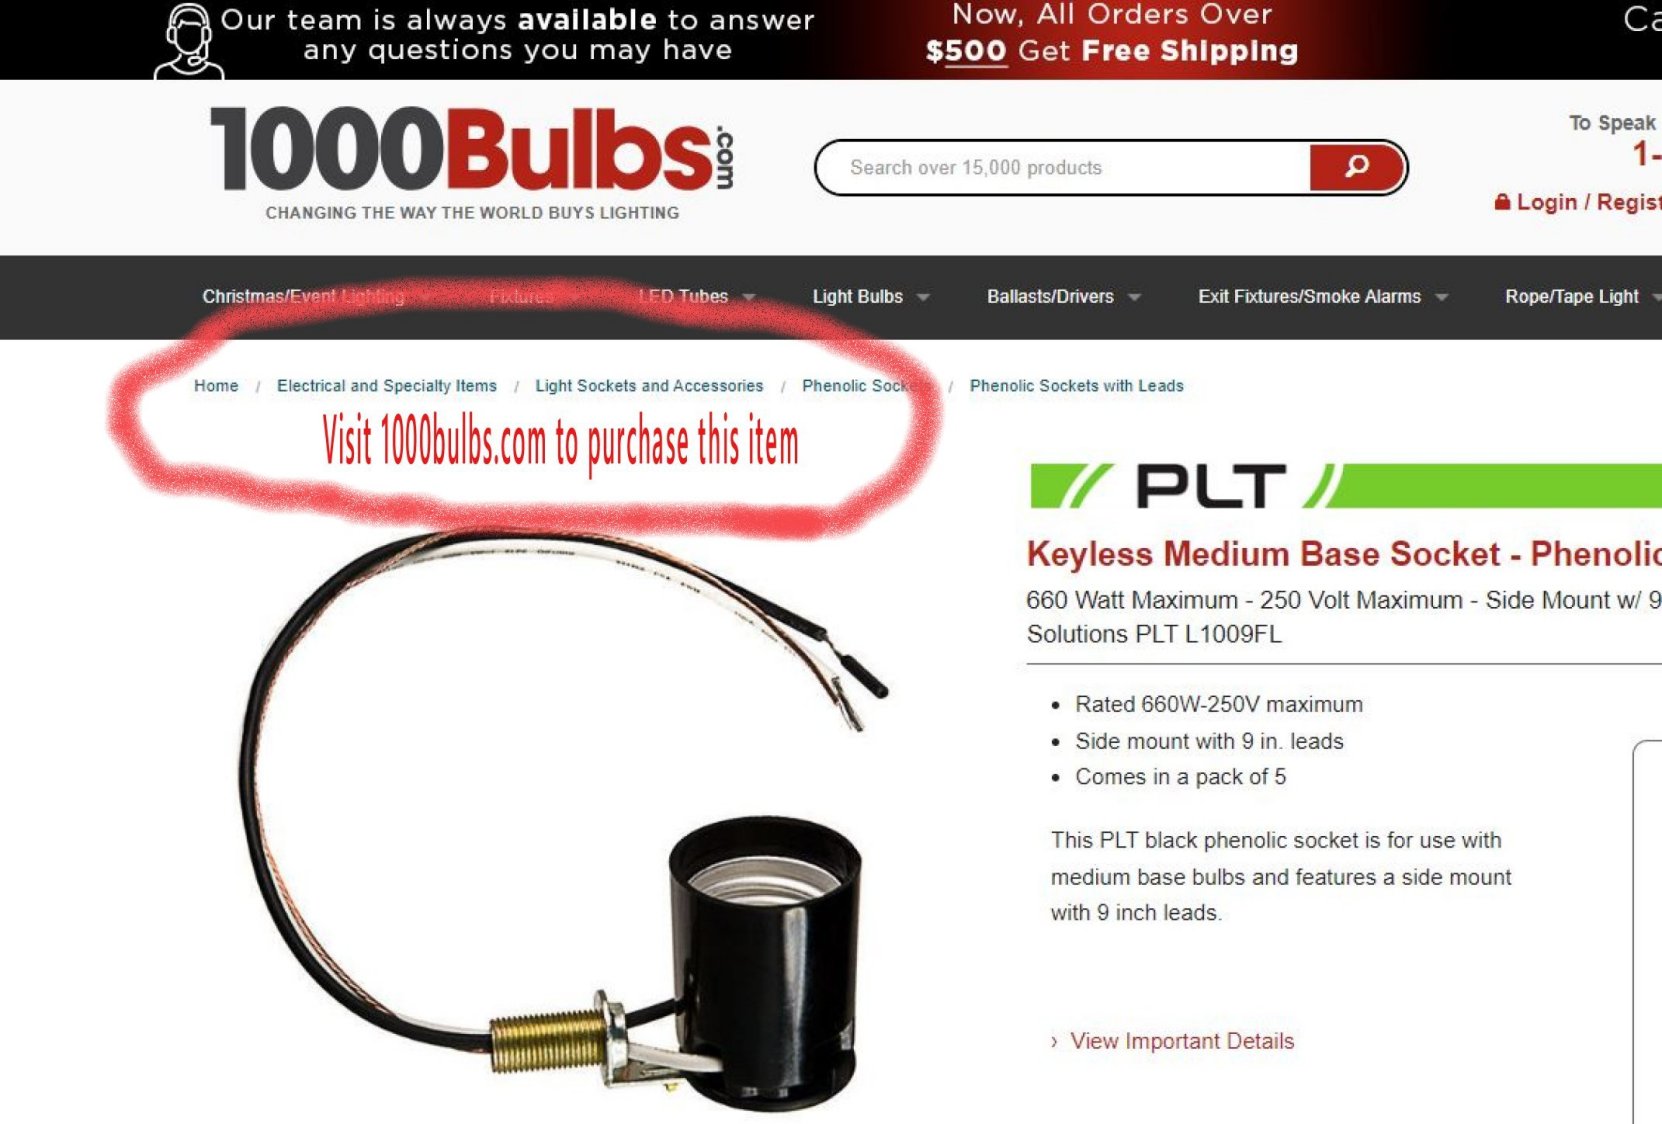 Our team is always available to answer
any questions you may have
Now, All Orders Over
$500 Get Free Shipping
Ca
1000Bulbs.com
CHANGING THE WAY THE WORLD BUYS LIGHTING
Search over 15,000 products
To Speak
1-
Login / Regist
Christmas/Event Lighting Fixtures LED Tubes Light Bulbs Ballasts/Drivers Exit Fixtures/Smoke Alarms Rope/Tape Light
Home / Electrical and Specialty Items / Light Sockets and Accessories / Phenolic Sockets / Phenolic Sockets with Leads
Visit 1000bulbs.com to purchase this item
PLT
Keyless Medium Base Socket - Phenolic
660 Watt Maximum - 250 Volt Maximum - Side Mount w/ 9
Solutions PLT L1009FL
• Rated 660W-250V maximum
• Side mount with 9 in. leads
• Comes in a pack of 5
This PLT black phenolic socket is for use with
medium base bulbs and features a side mount
with 9 inch leads.
› View Important Details